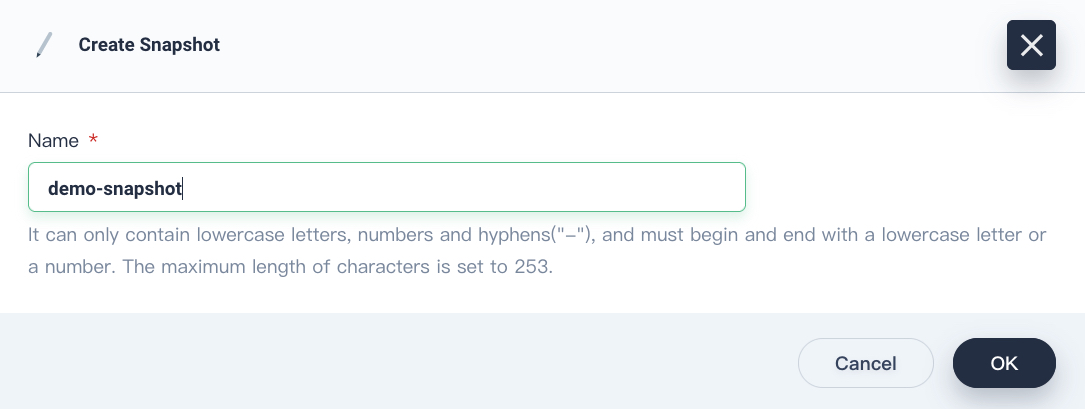 Create Snapshot
Name *
demo-snapshot
It can only contain lowercase letters, numbers and hyphens("-"), and must begin and end with a lowercase letter or
a number. The maximum length of characters is set to 253.
Cancel
OK